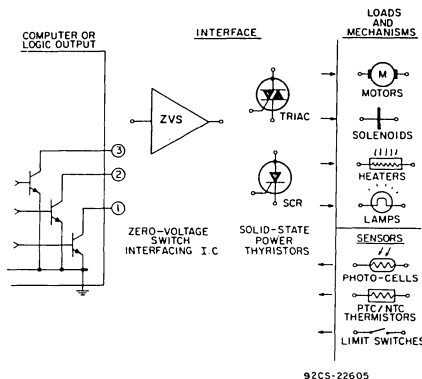 COMPUTER OR
LOGIC OUTPUT
INTERFACE
LOADS
AND
MECHANISMS
ZVS
TRIAC
M
MOTORS
SOLENOIDS
3
2
1
SCR
HEATERS
LAMPS
ZERO-VOLTAGE
SWITCH
INTERFACING I.C
SOLID-STATE
POWER
THYRISTORS
SENSORS
PHOTO-CELLS
PTC/NTC
THERMISTORS
LIMIT SWITCHES
92CS-22605